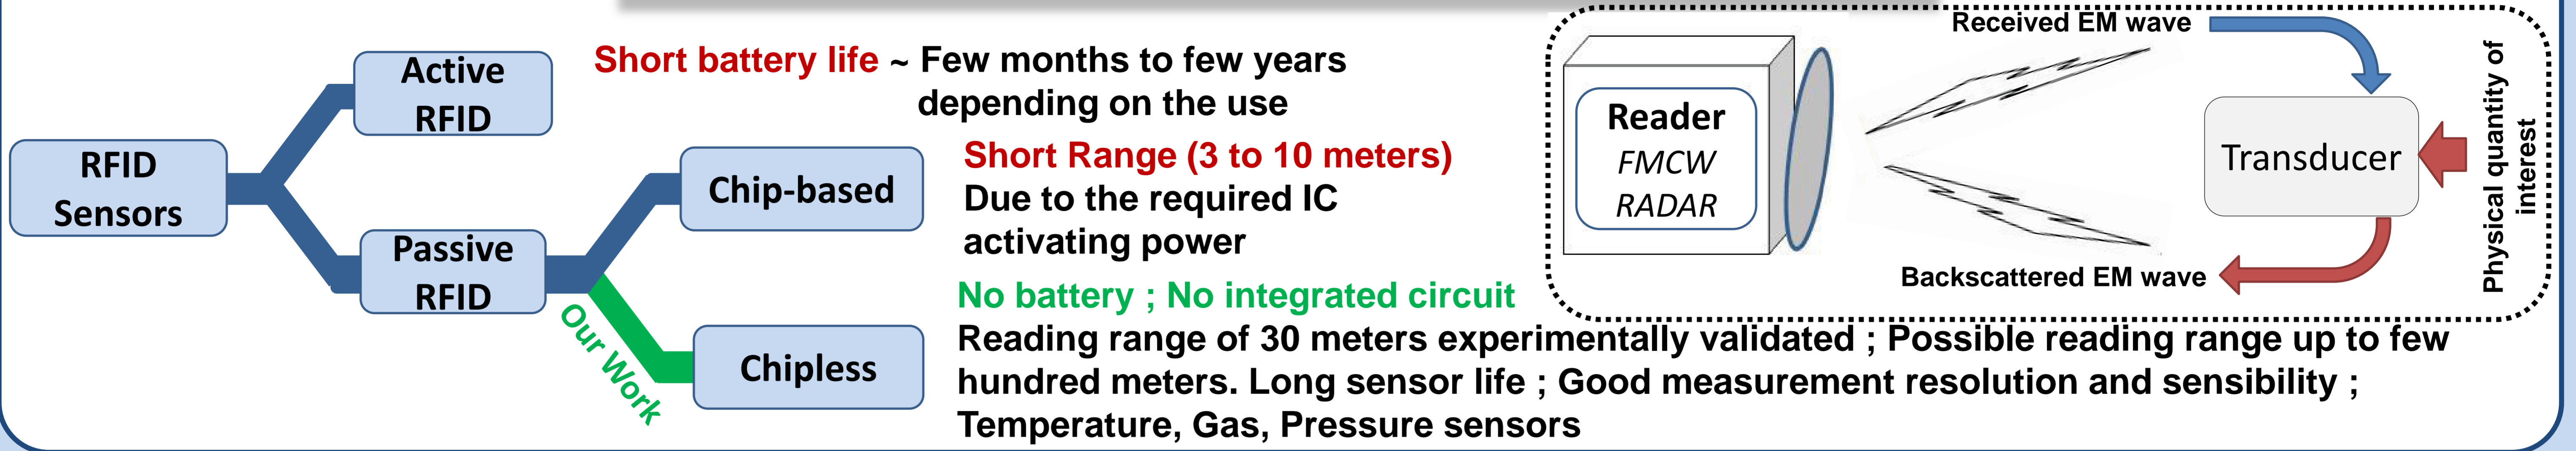 RFID
Sensors
Active
RFID
Passive
RFID
Our Work
Chip-based
Chipless
Short battery life ~ Few months to few years
depending on the use
Short Range (3 to 10 meters)
Due to the required IC
activating power
No battery ; No integrated circuit
Reading range of 30 meters experimentally validated ; Possible reading range up to few
hundred meters. Long sensor life ; Good measurement resolution and sensibility ;
Temperature, Gas, Pressure sensors
Reader
FMCW
RADAR
Received EM wave
Transducer
Backscattered EM wave
Physical quantity of
interest